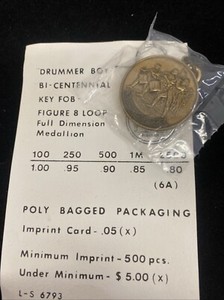 DRUMMER BOY
BI-CENTENNIAL
KEY FOB-
FIGURE 8 LOOP
Full Dimension
Medallion
100 250 500 1M
1.00 .95 .90 .85 .80
(6A)
POLY BAGGED PACKAGING
Imprint Card - .05 (x)
Minimum Imprint - 500 pcs.
Under Minimum - $ 5.00 (x)
L-S 6793